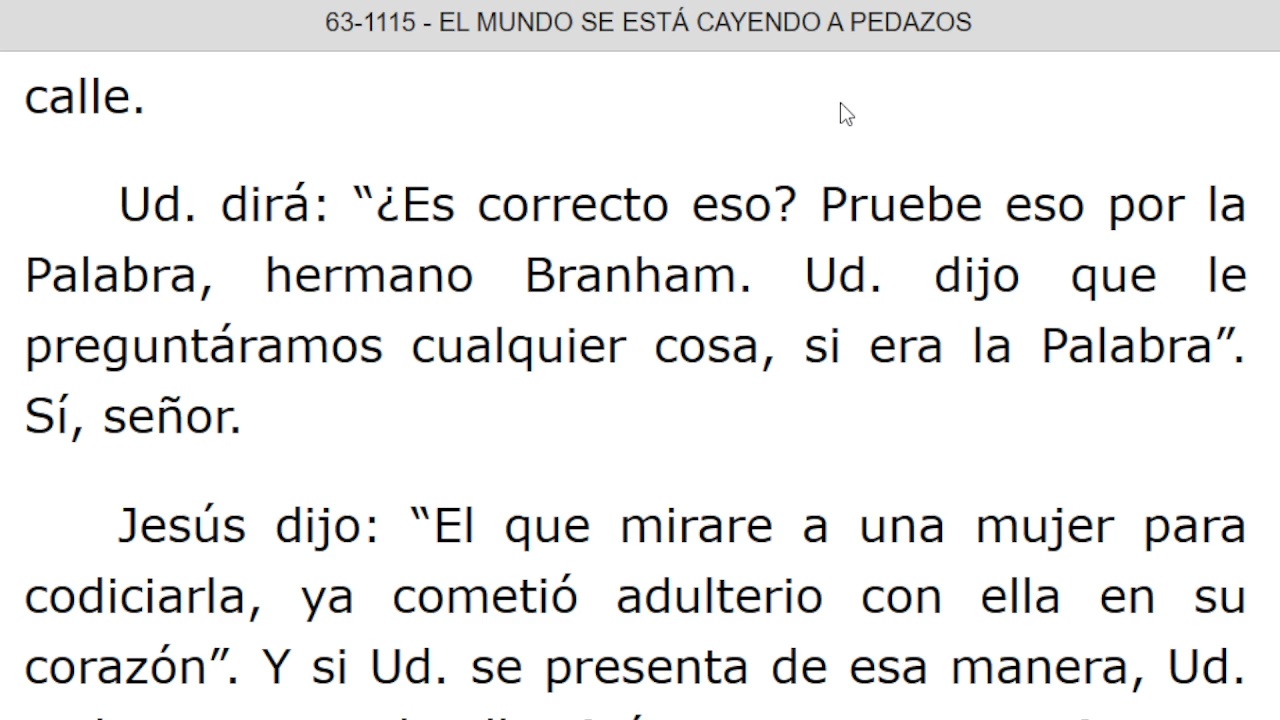 63-1115 - EL MUNDO SE ESTÁ CAYENDO A PEDAZOS
calle.
Ud. dirá: “¿Es correcto eso? Pruebe eso por la
Palabra, hermano Branham. Ud. dijo que le
preguntáramos cualquier cosa, si era la Palabra”.
Sí, señor.
Jesús dijo: “El que mirare a una mujer para
codiciarla, ya cometió adulterio con ella en su
corazón”. Y si Ud. se presenta de esa manera, Ud.